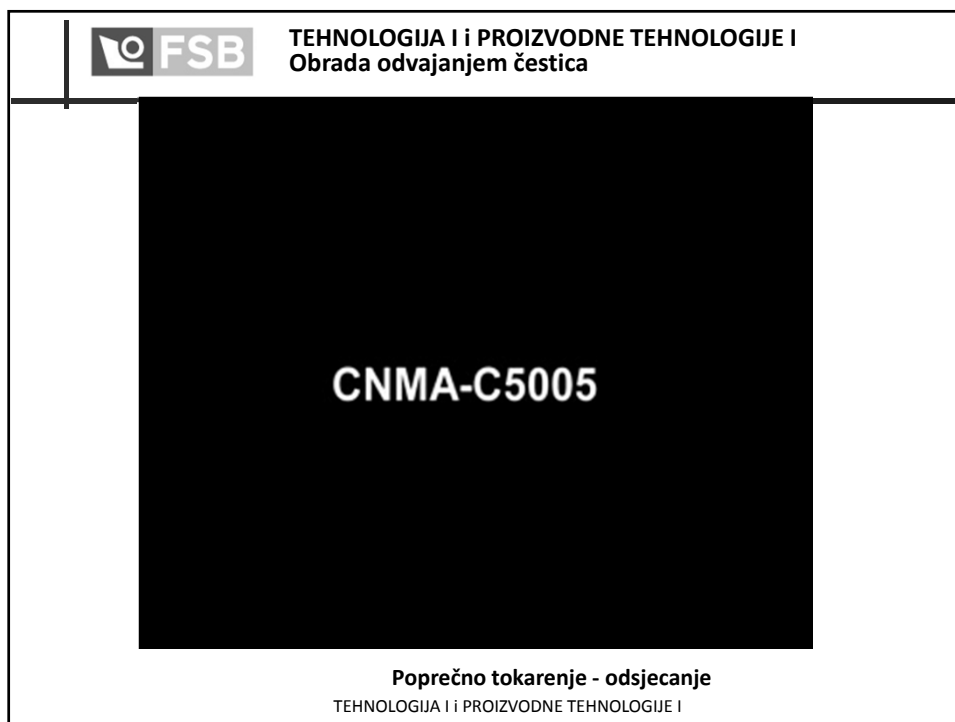 FSB
TEHNOLOGIJA I i PROIZVODNE TEHNOLOGIJE I
Obrada odvajanjem čestica
CNMA-C5005
Poprečno tokarenje - odsjecanje
TEHNOLOGIJA I i PROIZVODNE TEHNOLOGIJE I